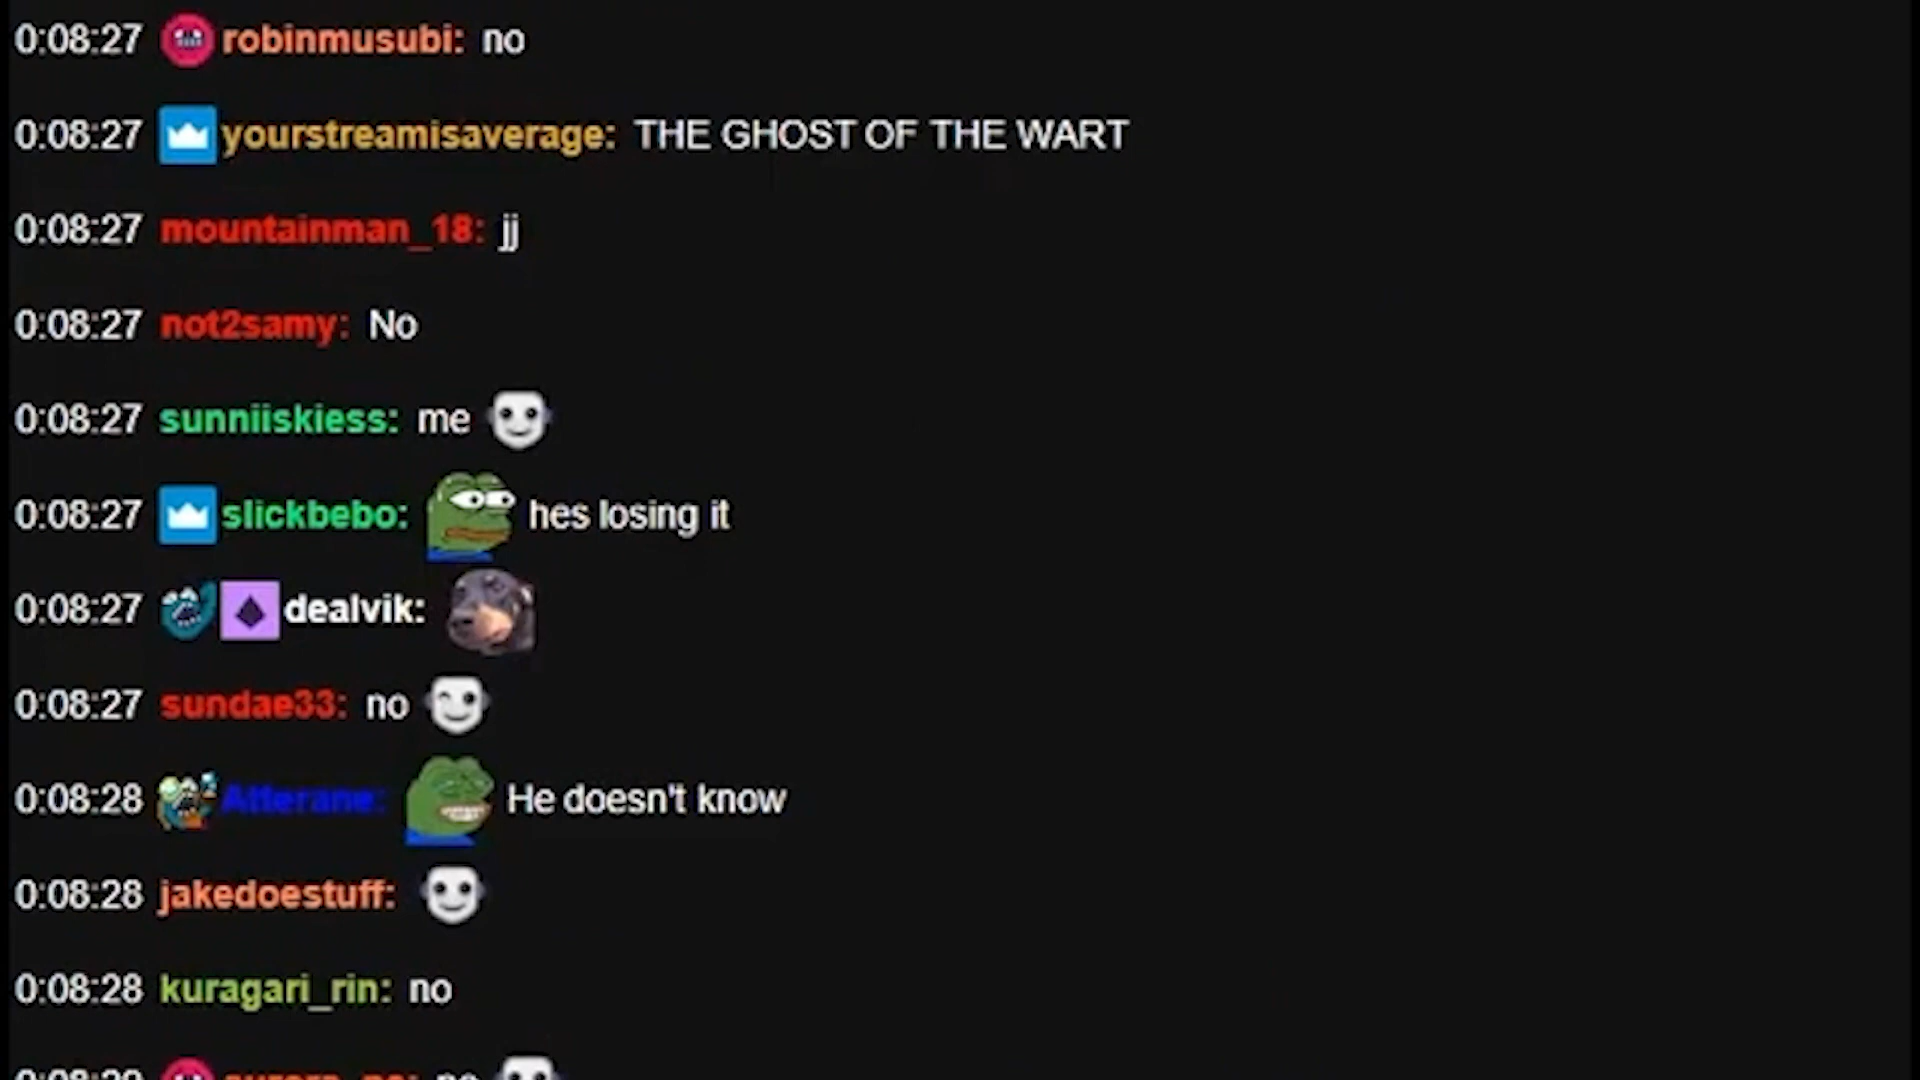 0:08:27 robinmusubi: no
0:08:27 yourstreamisaverage: THE GHOST OF THE WART
0:08:27 mountainman_18: jj
0:08:27 not2samy: No
0:08:27 sunniiskiess: me
0:08:27 slickbebo: hes losing it
0:08:27 dealvik:
0:08:27 sundae33: no
0:08:28 Atterane: He doesn't know
0:08:28 jakedoestuff:
0:08:28 kuragari_rin: no